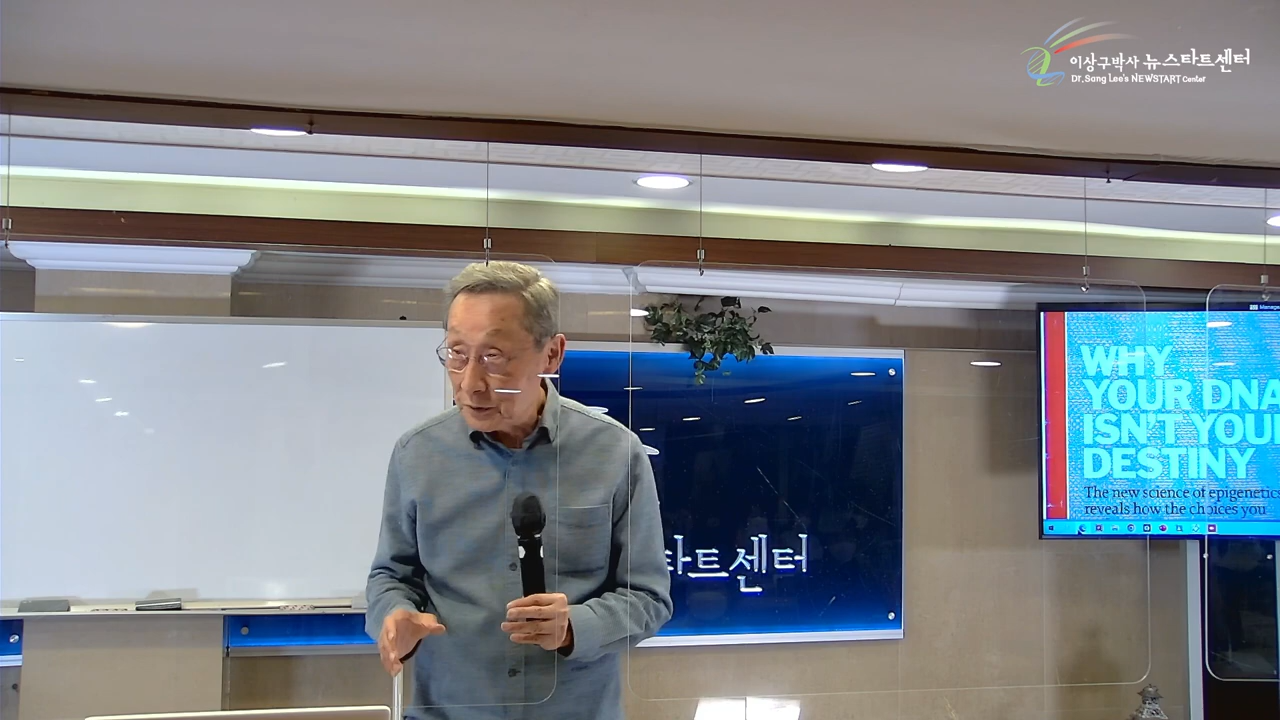 이상구박사 뉴스타트센터
Dr. Sang Lee's NEWSTART Center
WHY
YOUR DNA
ISN'T YOUR
DESTINY
The new science of epigenetics
reveals how the choices you
타트센터